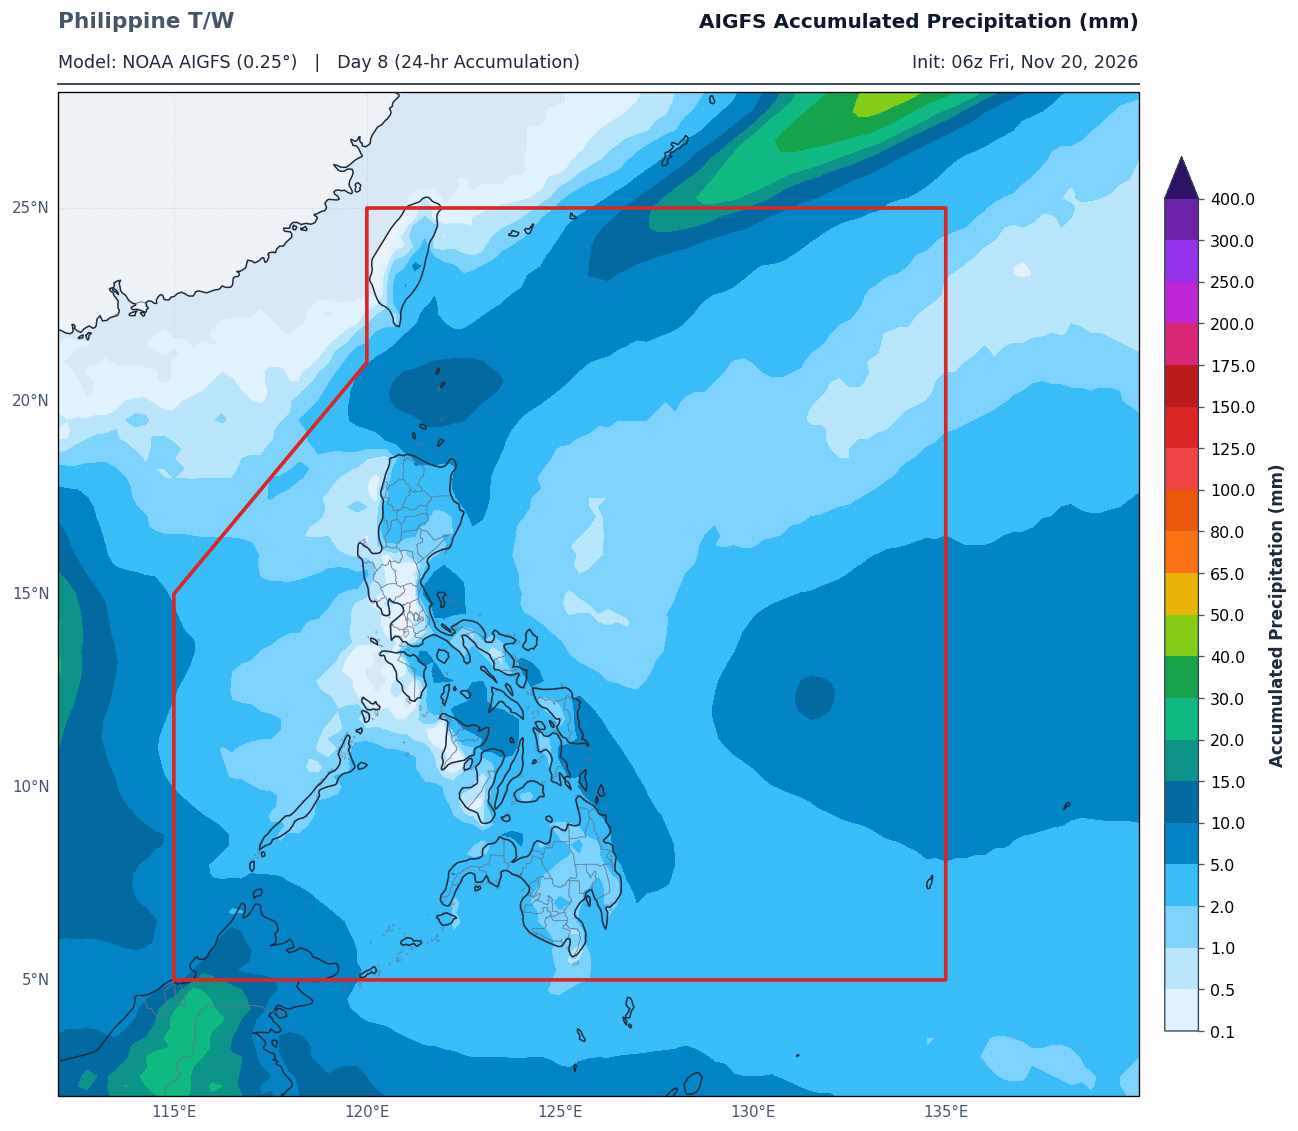 Philippine T/W
AIGFS Accumulated Precipitation (mm)
Model: NOAA AIGFS (0.25°)   |   Day 8 (24-hr Accumulation)
Init: 06z Fri, Nov 20, 2026
25°N
20°N
15°N
10°N
5°N
115°E
120°E
125°E
130°E
135°E
400.0
300.0
250.0
200.0
175.0
150.0
125.0
100.0
80.0
65.0
50.0
40.0
30.0
20.0
15.0
10.0
5.0
2.0
1.0
0.5
0.1
Accumulated Precipitation (mm)